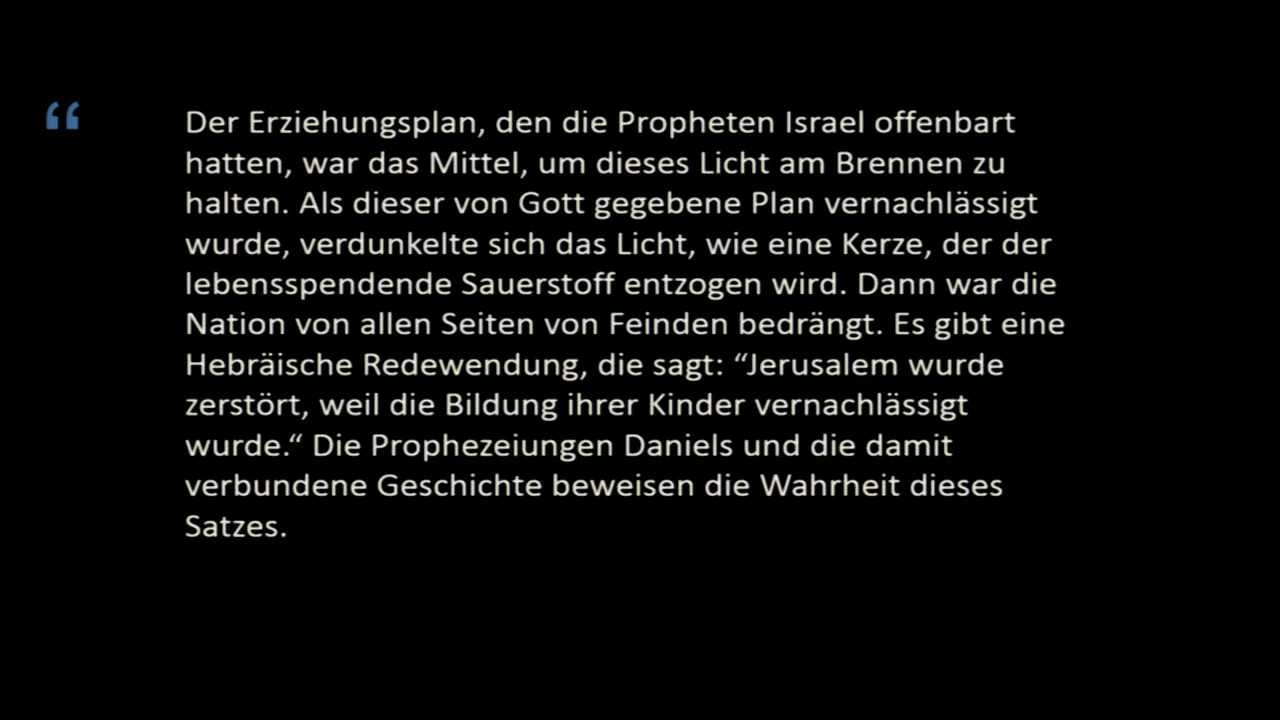 “
Der Erziehungsplan, den die Propheten Israel offenbart
hatten, war das Mittel, um dieses Licht am Brennen zu
halten. Als dieser von Gott gegebene Plan vernachlässigt
wurde, verdunkelte sich das Licht, wie eine Kerze, der der
lebensspendende Sauerstoff entzogen wird. Dann war die
Nation von allen Seiten von Feinden bedrängt. Es gibt eine
Hebräische Redewendung, die sagt: “Jerusalem wurde
zerstört, weil die Bildung ihrer Kinder vernachlässigt
wurde.“ Die Prophezeiungen Daniels und die damit
verbundene Geschichte beweisen die Wahrheit dieses
Satzes.